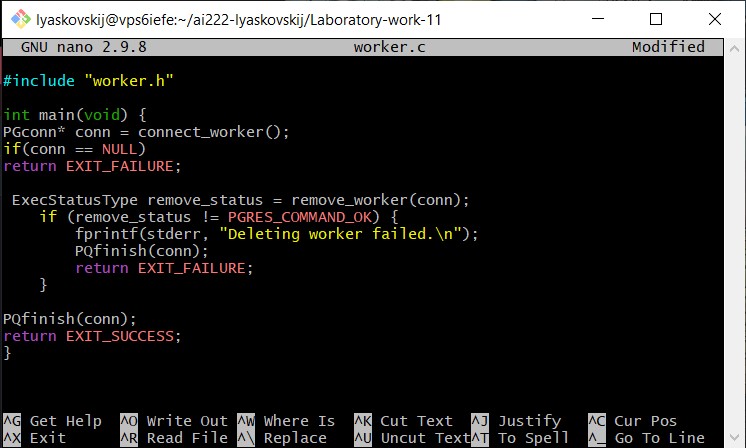 lyaskovskij@vps6iefe:~/ai222-lyaskovskij/Laboratory-work-11
GNU nano 2.9.8 worker.c Modified
#include "worker.h"
int main(void) {
PGconn* conn = connect_worker();
if(conn == NULL)
return EXIT_FAILURE;
ExecStatusType remove_status = remove_worker(conn);
if (remove_status != PGRES_COMMAND_OK) {
fprintf(stderr, "Deleting worker failed.\n");
PQfinish(conn);
return EXIT_FAILURE;
}
PQfinish(conn);
return EXIT_SUCCESS;
}
^G Get Help ^O Write Out ^W Where Is ^K Cut Text ^J Justify ^C Cur Pos
^X Exit ^R Read File ^\ Replace ^U Uncut Text ^T To Spell ^_ Go To Line